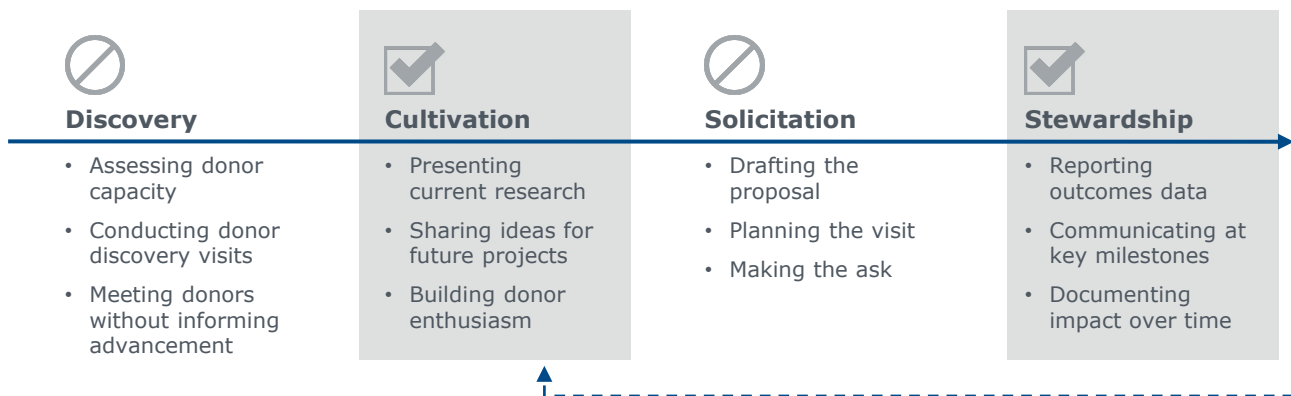 Discovery
• Assessing donor
capacity
• Conducting donor
discovery visits
• Meeting donors
without informing
advancement
Cultivation
• Presenting
current research
• Sharing ideas for
future projects
• Building donor
enthusiasm
Solicitation
• Drafting the
proposal
• Planning the visit
• Making the ask
Stewardship
• Reporting
outcomes data
• Communicating at
key milestones
• Documenting
impact over time